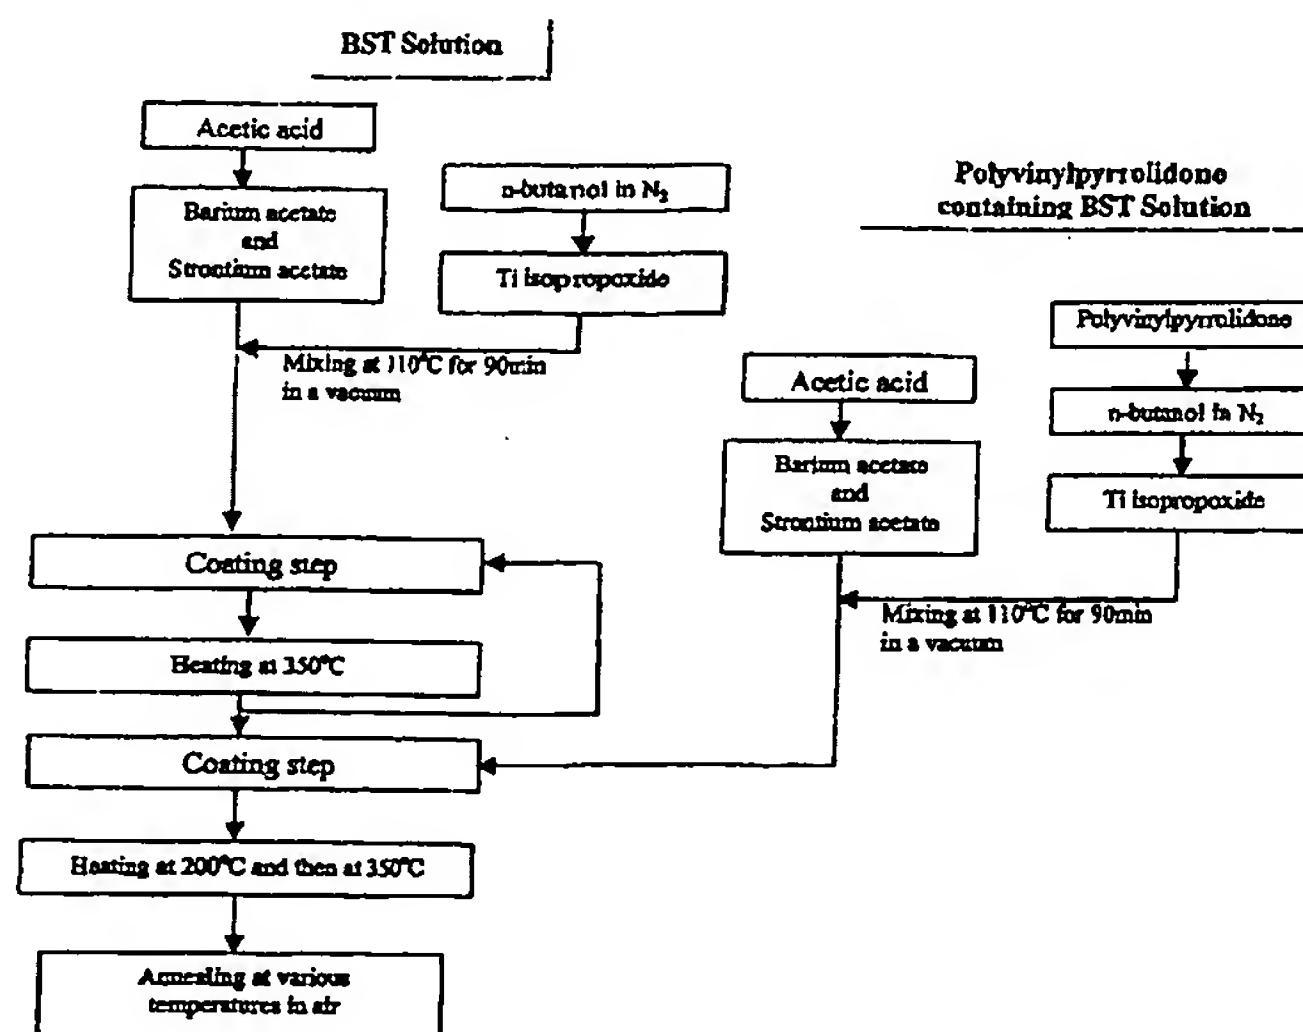 BST Solution
Acetic acid
Barium acetate
and
Strontium acetate
n-butanol in N₂
Ti isopropoxide
Mixing at 110°C for 90min
in a vacuum
Polyvinylpyrrolidone
containing BST Solution
Polyvinylpyrrolidone
n-butanol in N₂
Ti isopropoxide
Acetic acid
Barium acetate
and
Strontium acetate
Mixing at 110°C for 90min
in a vacuum
Coating step
Heating at 350°C
Coating step
Heating at 200°C and then at 350°C
Annealing at various
temperatures in air